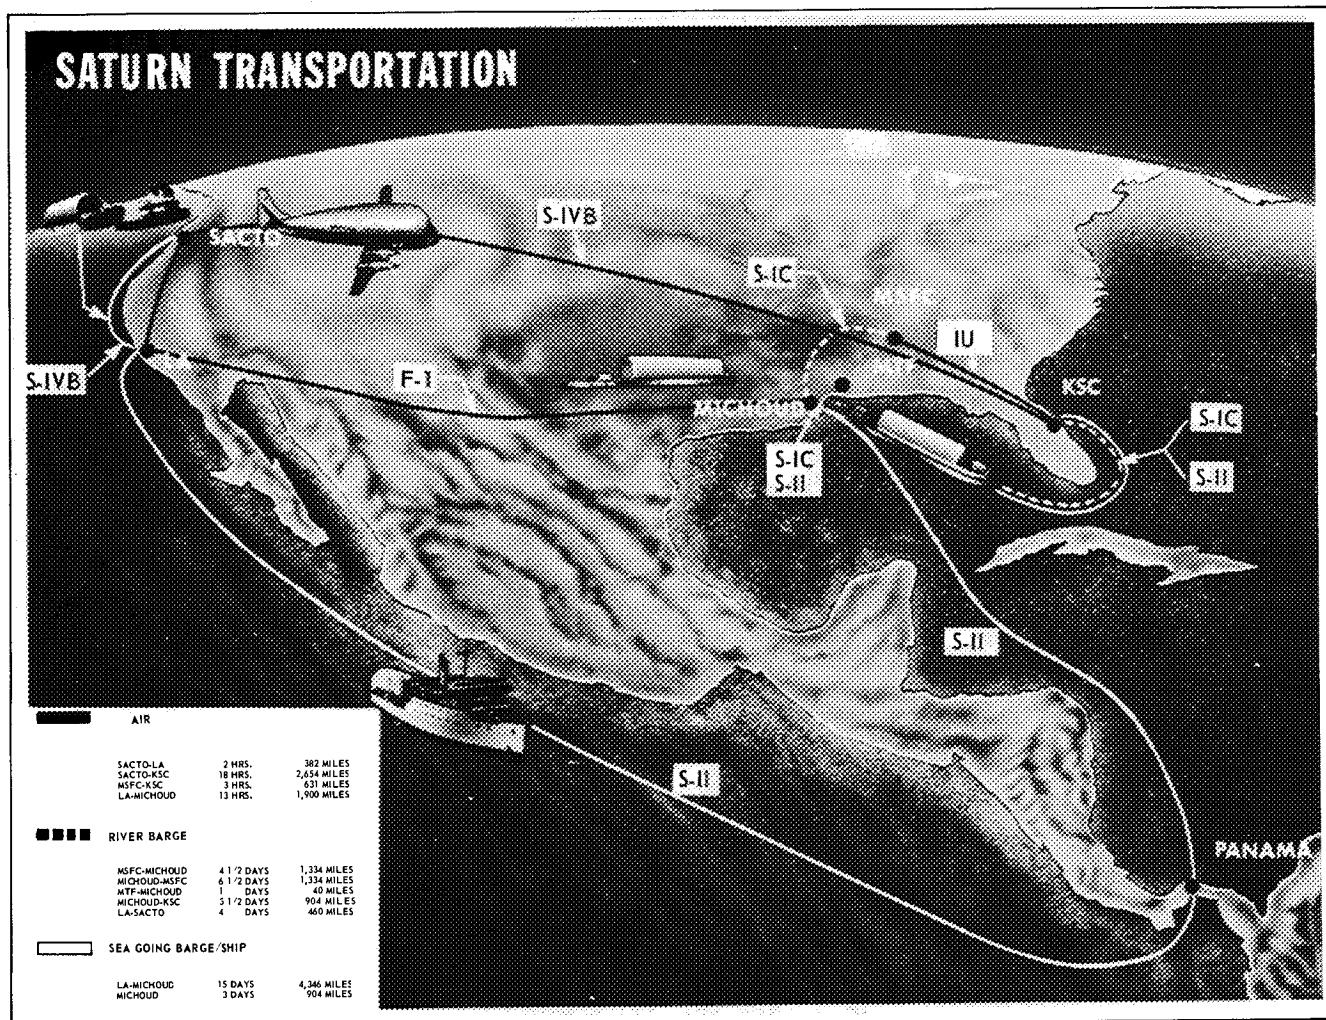 SATURN TRANSPORTATION
S-IVB
SACTO
S-IC
MSFC
IU
S-IVB
F-1
MTF
KSC
MICHOUD
S-IC
S-IC
S-II
S-II
S-II
S-II
PANAMA
AIR
SACTO-LA 2 HRS. 382 MILES
SACTO-KSC 18 HRS. 2,654 MILES
MSFC-KSC 3 HRS. 631 MILES
LA-MICHOUD 13 HRS. 1,900 MILES
RIVER BARGE
MSFC-MICHOUD 4 1/2 DAYS 1,334 MILES
MICHOUD-MSFC 6 1/2 DAYS 1,334 MILES
MTF-MICHOUD 1 DAYS 40 MILES
MICHOUD-KSC 3 1/2 DAYS 904 MILES
LA-SACTO 4 DAYS 460 MILES
SEA GOING BARGE/SHIP
LA-MICHOUD 15 DAYS 4,346 MILES
MICHOUD 3 DAYS 904 MILES